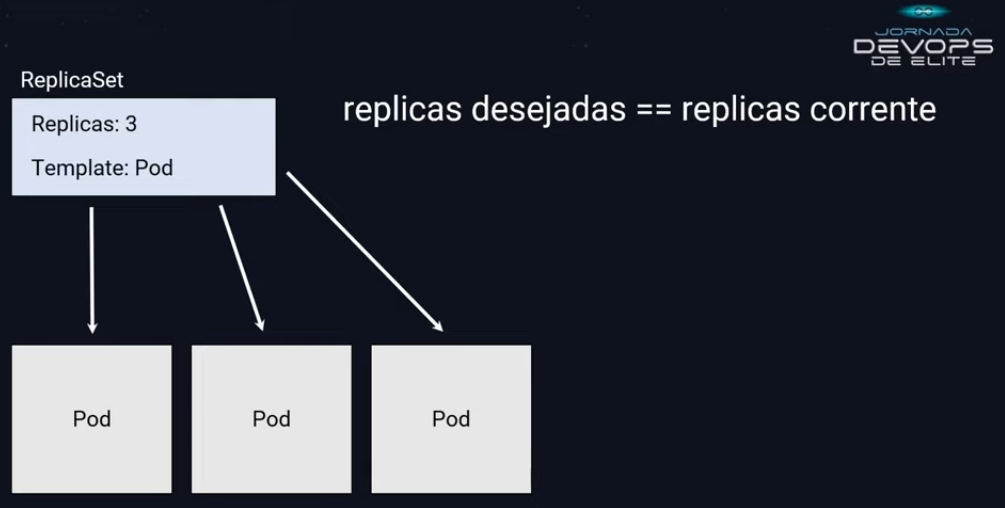 JORNADA
DEVOPS
DE ELITE
ReplicaSet
replicas desejadas == replicas corrente
Replicas: 3
Template: Pod
Pod
Pod
Pod